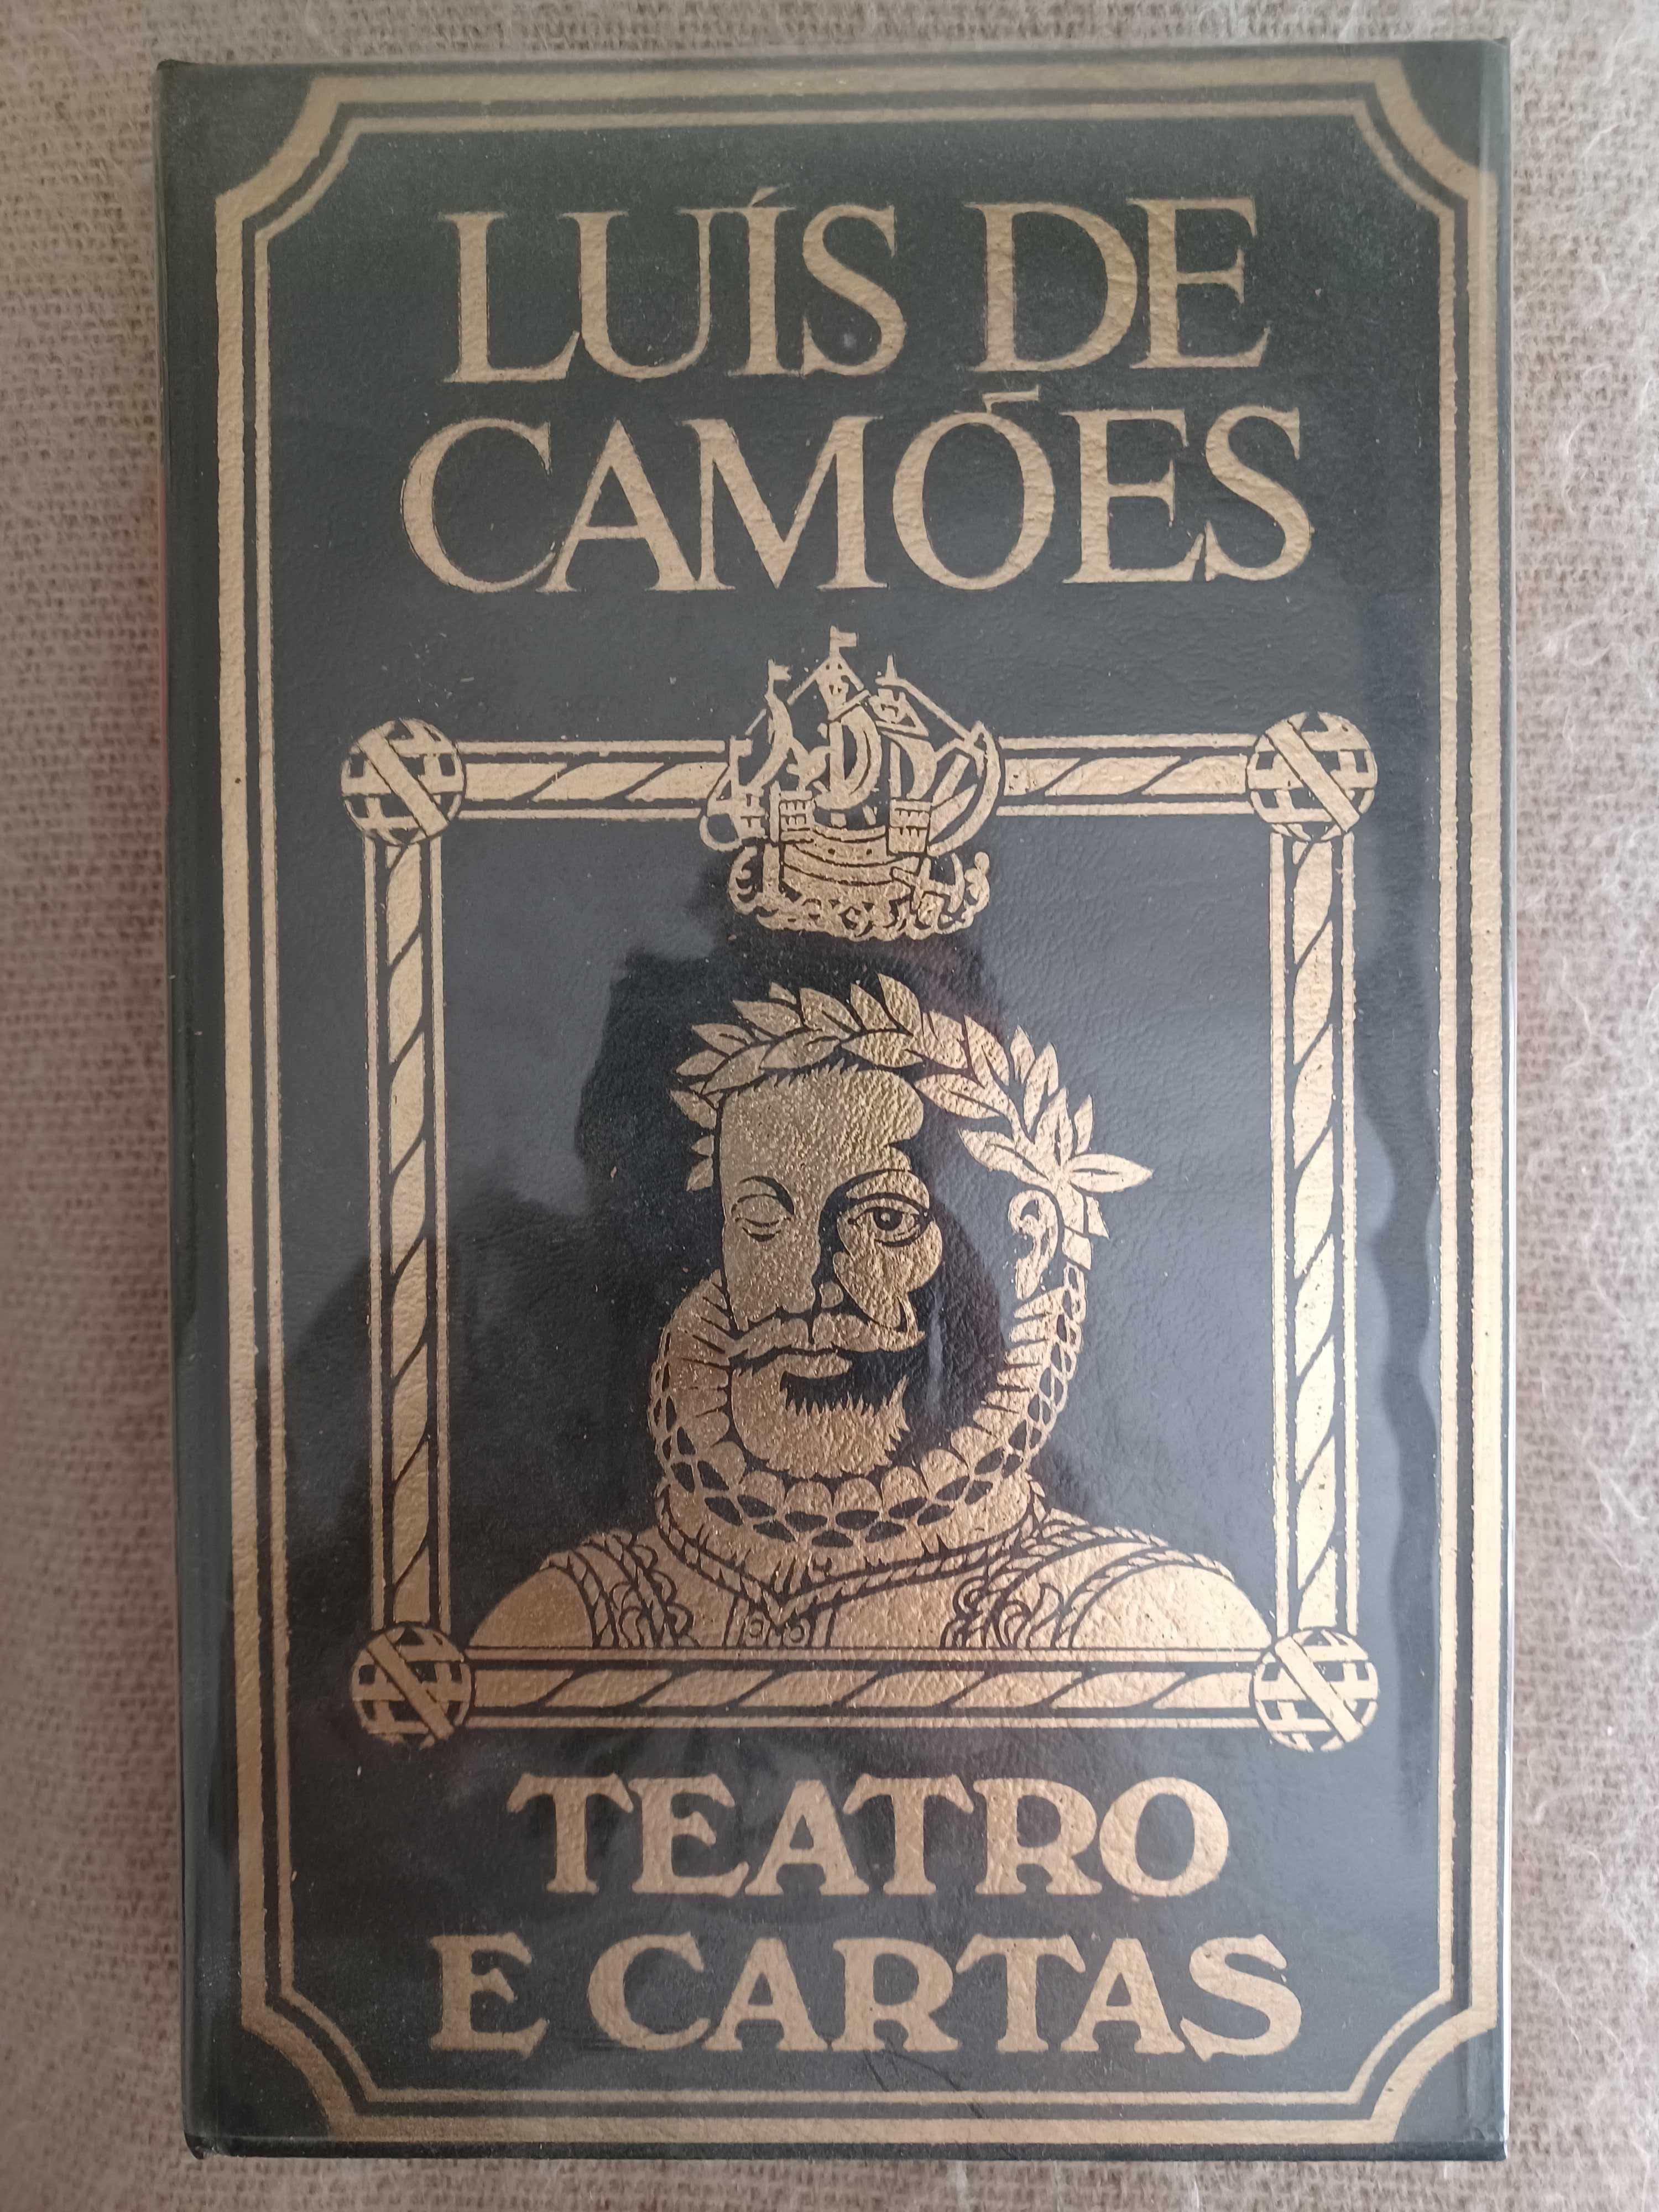 LUÍS DE
CAMÕES
TEATRO
E CARTAS